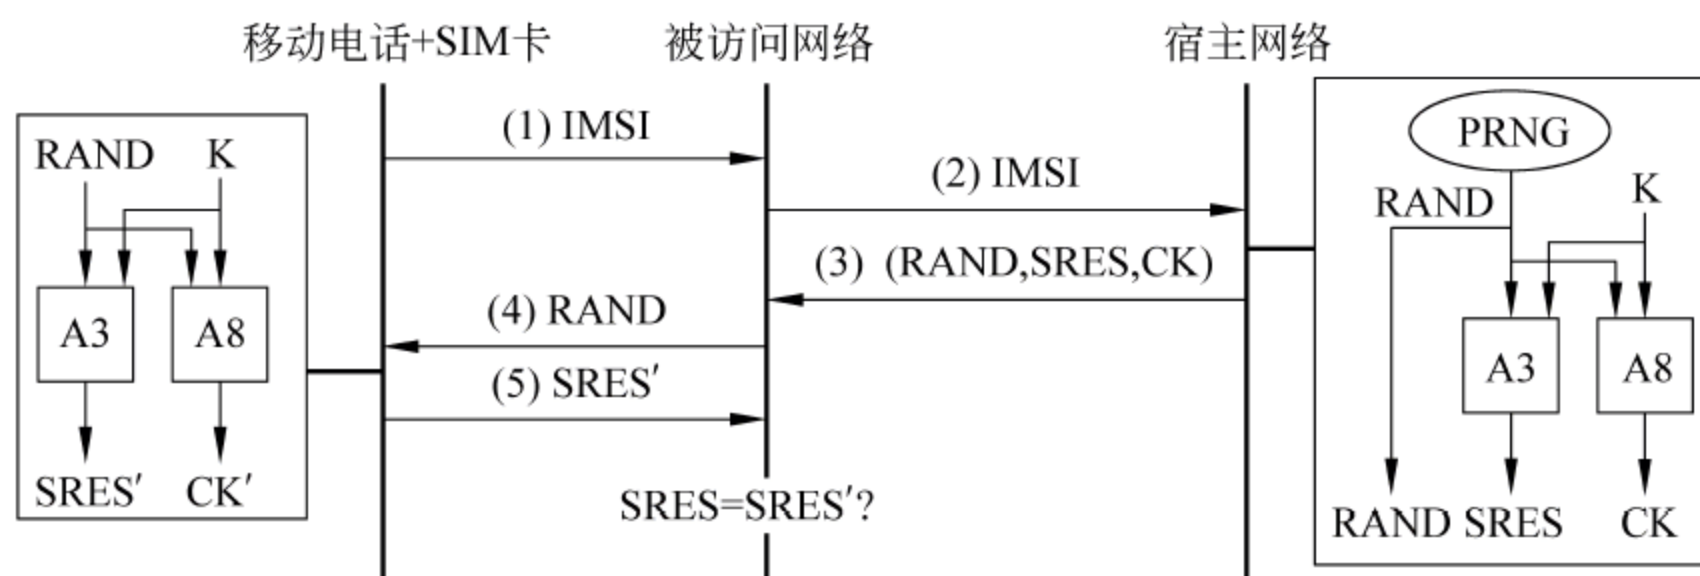 移动电话+SIM卡
被访问网络
宿主网络
RAND K
A3 A8
SRES′ CK′
(1) IMSI
(2) IMSI
(3) (RAND,SRES,CK)
(4) RAND
(5) SRES′
SRES=SRES′?
PRNG
RAND K
A3 A8
RAND SRES CK